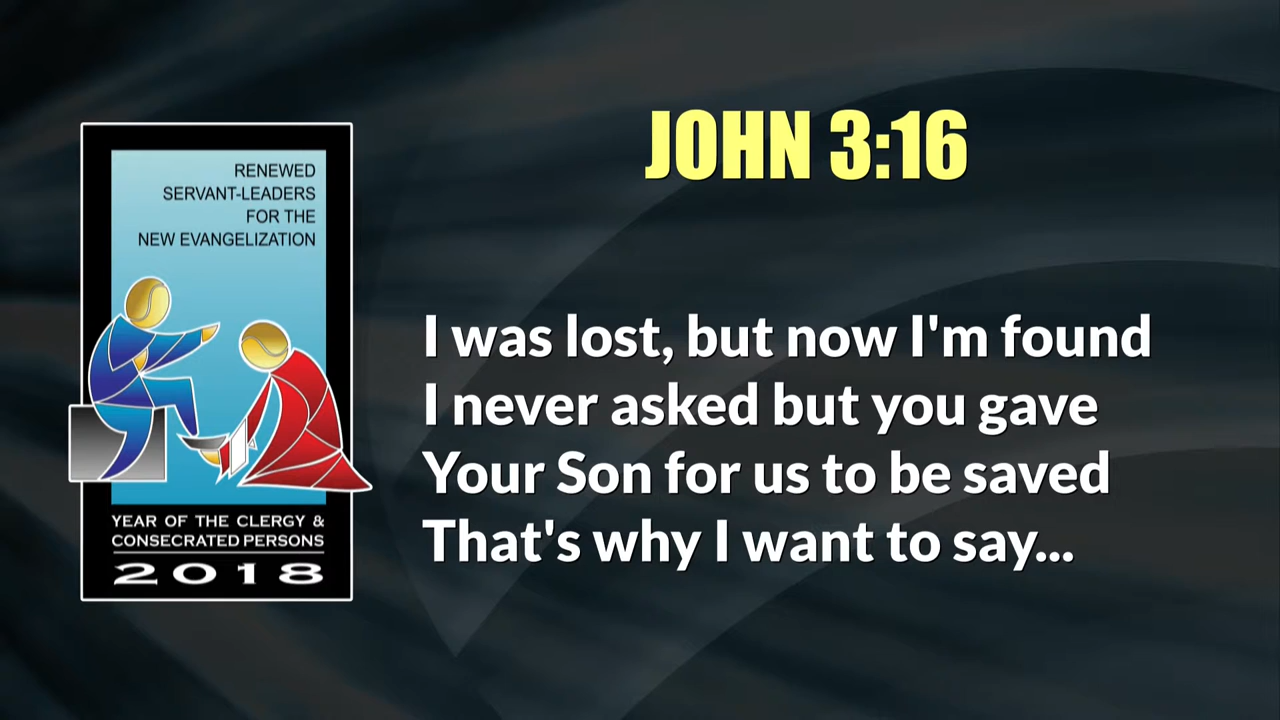 RENEWED
SERVANT-LEADERS
FOR THE
NEW EVANGELIZATION
YEAR OF THE CLERGY &
CONSECRATED PERSONS
2018
JOHN 3:16
I was lost, but now I'm found
I never asked but you gave
Your Son for us to be saved
That's why I want to say...